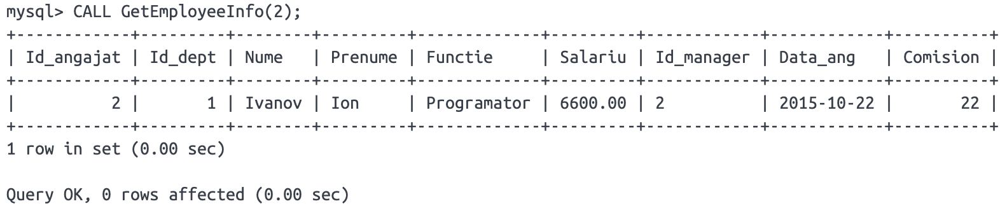 mysql> CALL GetEmployeeInfo(2);
+------------+---------+--------+---------+-------------+---------+------------+------------+----------+
| Id_angajat | Id_dept | Nume   | Prenume | Functie     | Salariu | Id_manager | Data_ang   | Comision |
+------------+---------+--------+---------+-------------+---------+------------+------------+----------+
|          2 |       1 | Ivanov | Ion     | Programator | 6600.00 | 2          | 2015-10-22 |       22 |
+------------+---------+--------+---------+-------------+---------+------------+------------+----------+
1 row in set (0.00 sec)

Query OK, 0 rows affected (0.00 sec)